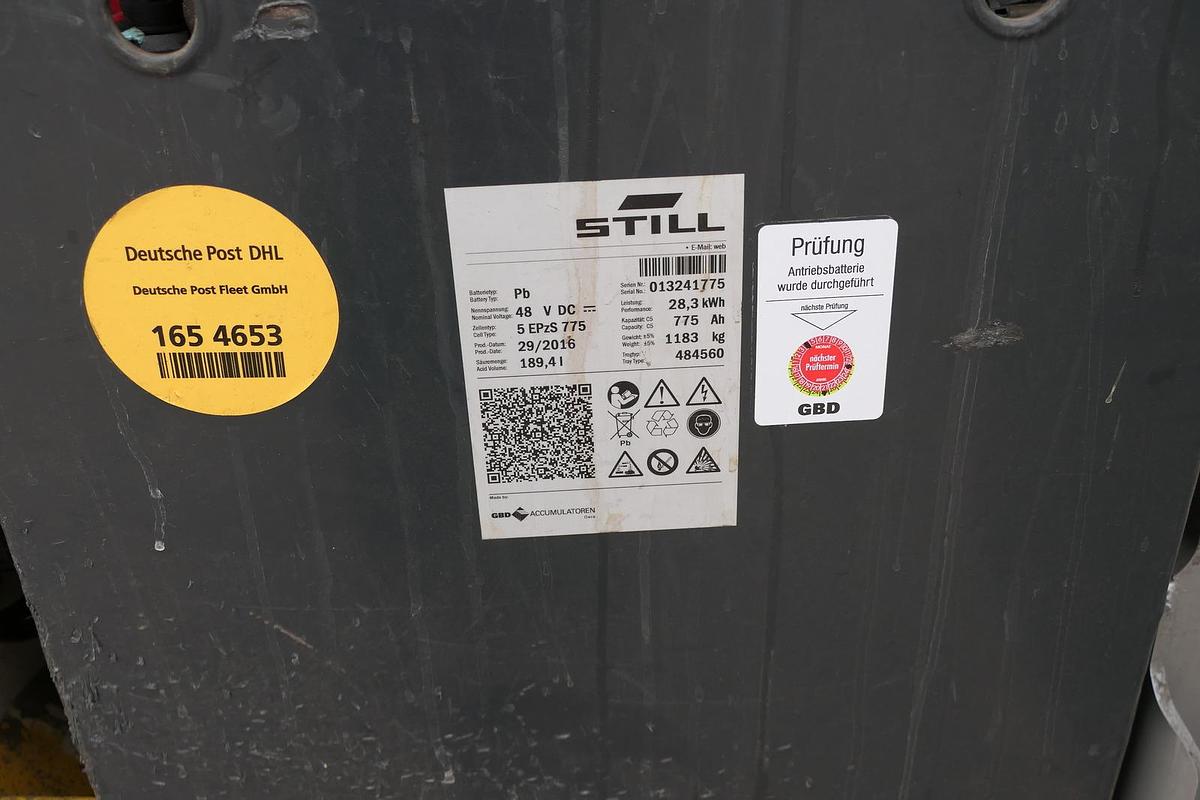 Deutsche Post DHL
Deutsche Post Fleet GmbH
165 4653
STILL
• E-Mail: web
Batterietyp:
Battery Typ:
Pb
Serien Nr.:
Serial No.:
013241775
Nennspannung:
Nominal Voltage:
48 V DC
Leistung:
Performance:
28,3 kWh
Zellentyp:
Cell Type:
5 EPzS 775
Kapazität: C5
Capacity: C5
775 Ah
Prod.-Datum:
Prod.-Date:
29/2016
Gewicht: ±5%
Weight: ±5%
1183 kg
Säuremenge:
Acid Volume:
189,4 l
Trogtyp:
Tray Type:
484560
Pb
Made by:
GBD ACCUMULATOREN
Prüfung
Antriebsbatterie
wurde durchgeführt
nächste Prüfung
MONAT
nächster
Prüftermin
GBD